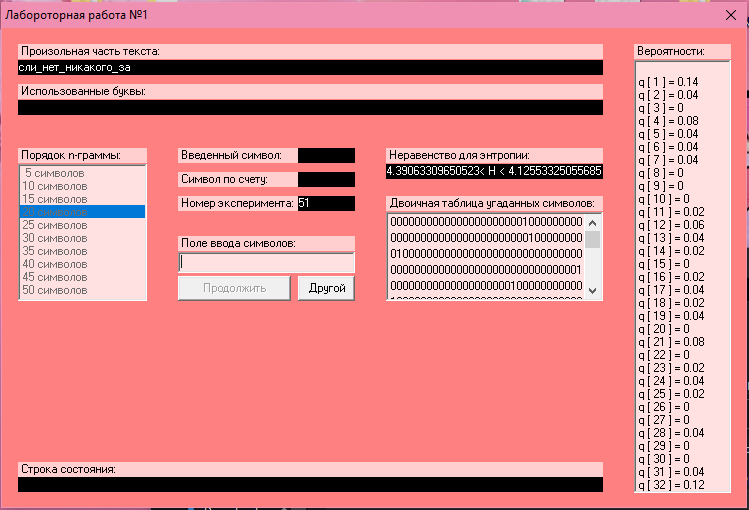 Лабороторная работа №1
Произольная часть текста:
сли_нет_никакого_за
Использованные буквы:
Порядок n-граммы:
5 символов
10 символов
15 символов
25 символов
30 символов
35 символов
40 символов
45 символов
50 символов
Введенный символ:
Символ по счету:
Номер эксперимента: 51
Поле ввода символов:
Продолжить
Другой
Неравенство для энтропии:
4.39063309650523< H < 4.12553325055685
Двоичная таблица угаданных символов:
Вероятности:
q [ 1 ] = 0.14
q [ 2 ] = 0.04
q [ 3 ] = 0
q [ 4 ] = 0.08
q [ 5 ] = 0.04
q [ 6 ] = 0.04
q [ 7 ] = 0.04
q [ 8 ] = 0
q [ 9 ] = 0
q [ 10 ] = 0
q [ 11 ] = 0.02
q [ 12 ] = 0.06
q [ 13 ] = 0.04
q [ 14 ] = 0.02
q [ 15 ] = 0
q [ 16 ] = 0.02
q [ 17 ] = 0.04
q [ 18 ] = 0.02
q [ 19 ] = 0.04
q [ 20 ] = 0
q [ 21 ] = 0.08
q [ 22 ] = 0
q [ 23 ] = 0.02
q [ 24 ] = 0.04
q [ 25 ] = 0.02
q [ 26 ] = 0
q [ 27 ] = 0
q [ 28 ] = 0.04
q [ 29 ] = 0
q [ 30 ] = 0
q [ 31 ] = 0.04
q [ 32 ] = 0.12
Строка состояния: